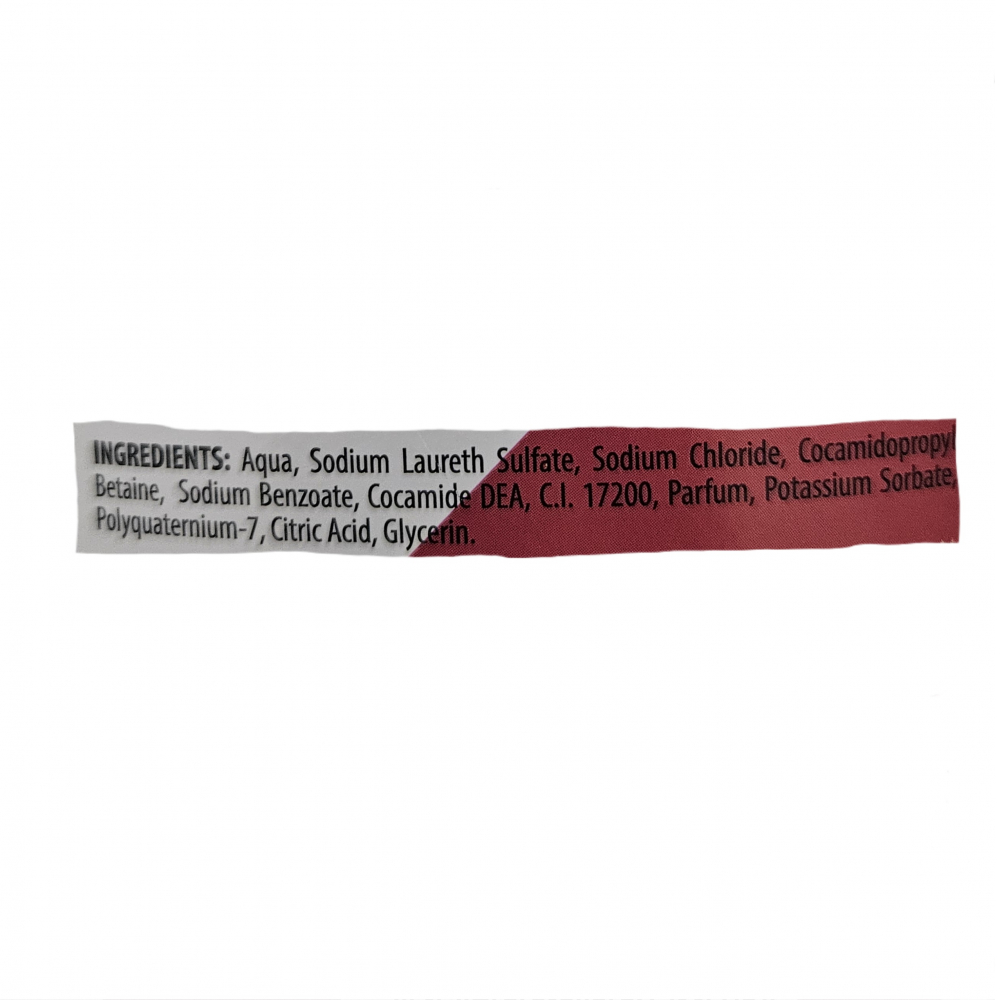 INGREDIENTS: Aqua, Sodium Laureth Sulfate, Sodium Chloride, Cocamidopropyl
Betaine, Sodium Benzoate, Cocamide DEA, C.I. 17200, Parfum, Potassium Sorbate,
Polyquaternium-7, Citric Acid, Glycerin.